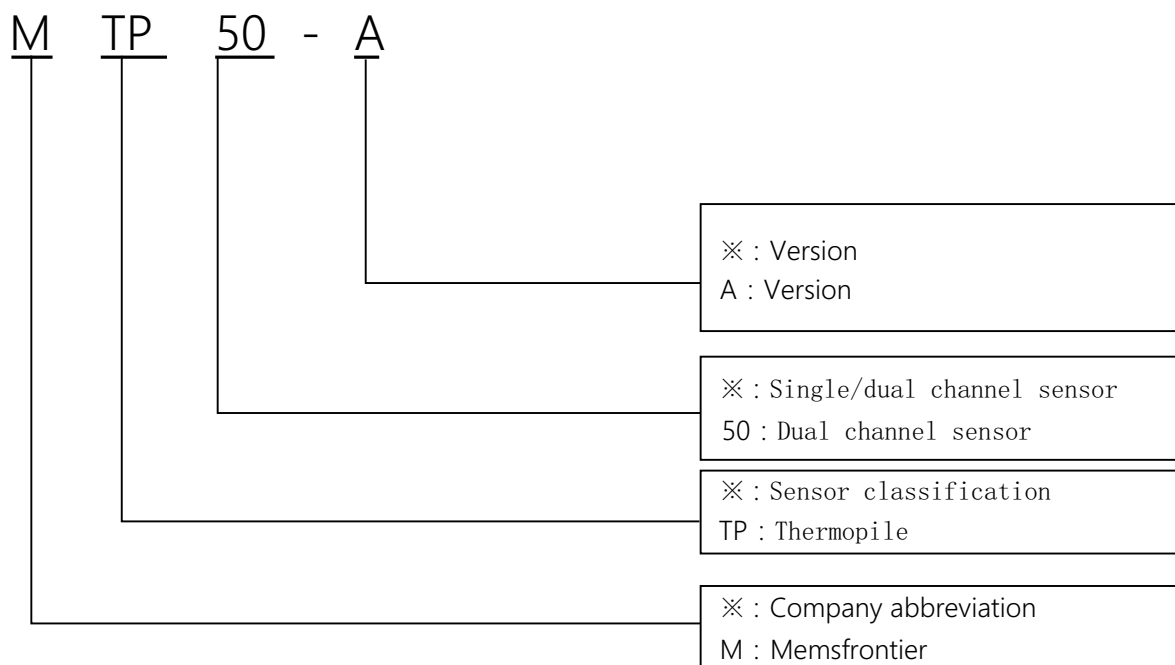 M TP 50 - A
※ : Version
A : Version
※ : Single/dual channel sensor
50 : Dual channel sensor
※ : Sensor classification
TP : Thermopile
※ : Company abbreviation
M : Memsfrontier